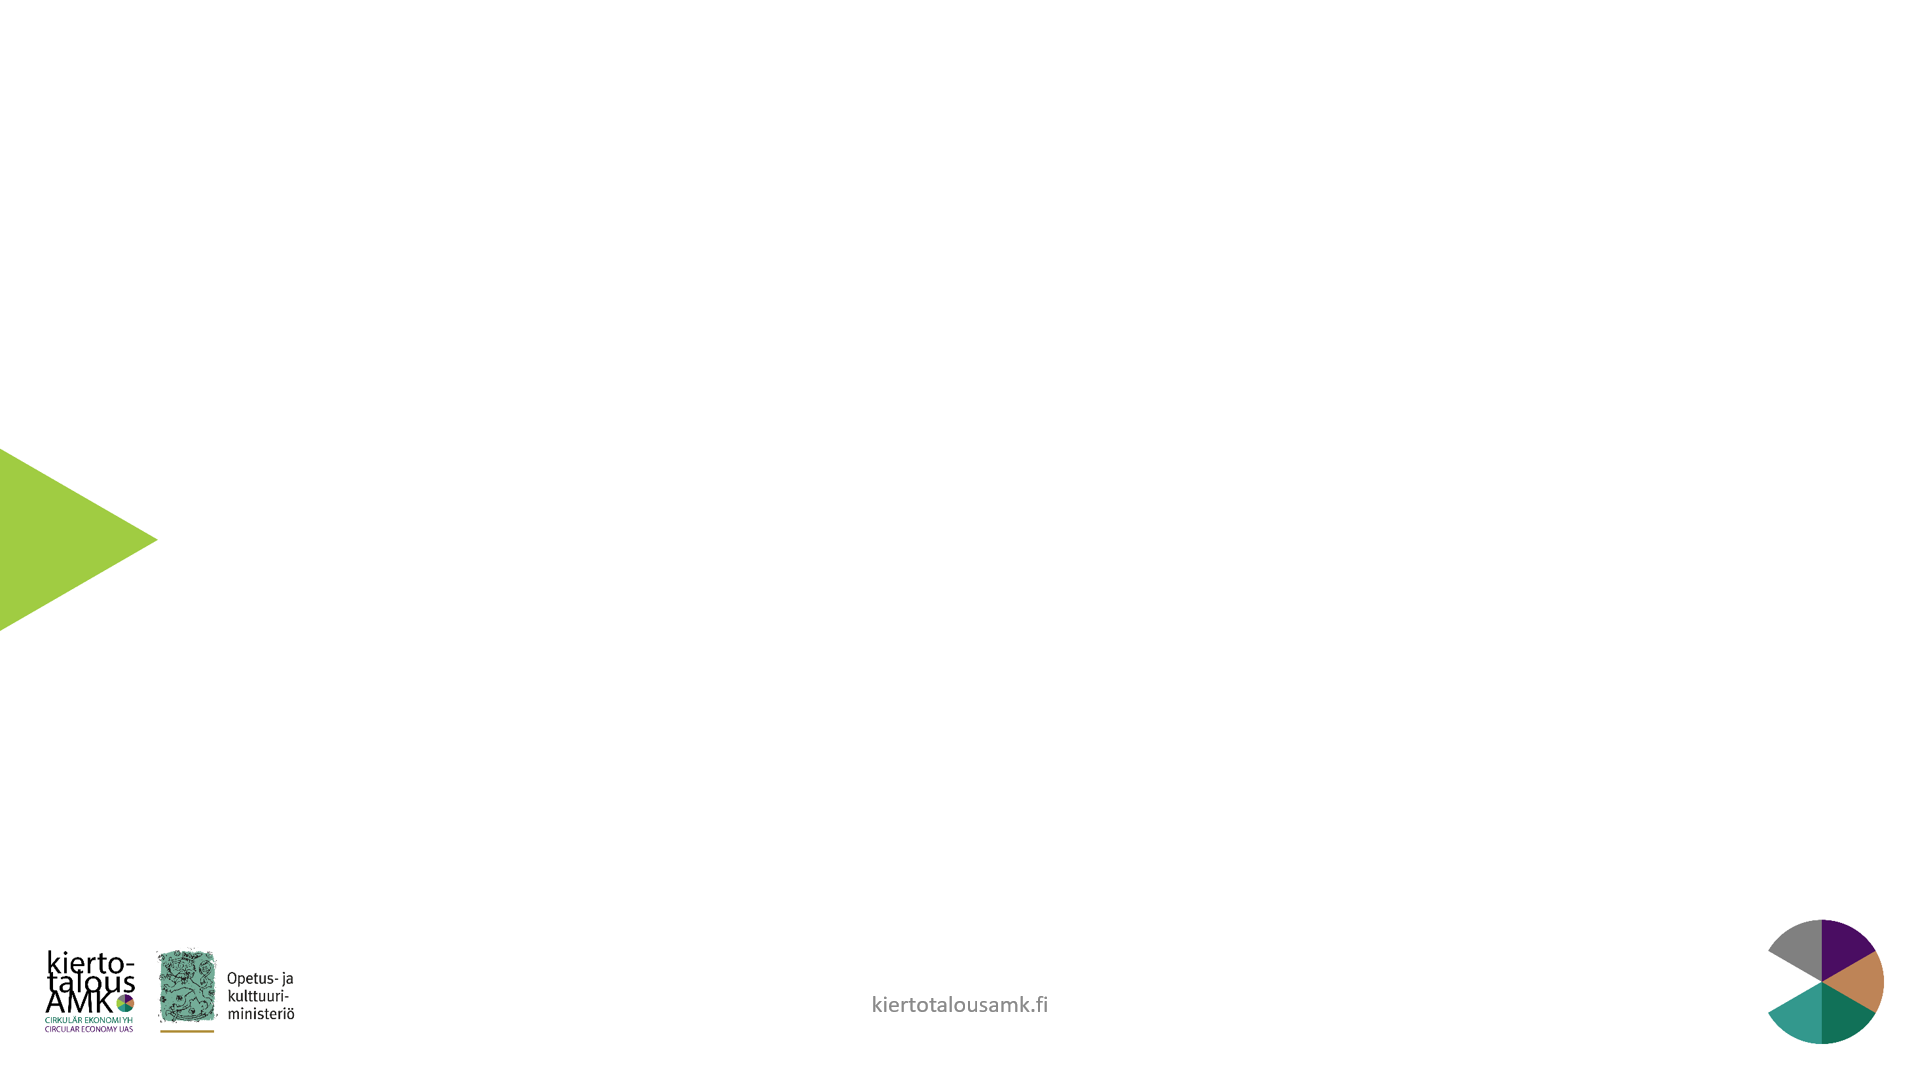 kierto-
talous
AMK
CIRKULÄR EKONOMI YH
CIRCULAR ECONOMY UAS
Opetus- ja
kulttuuri-
ministeriö
kiertotalousamk.fi